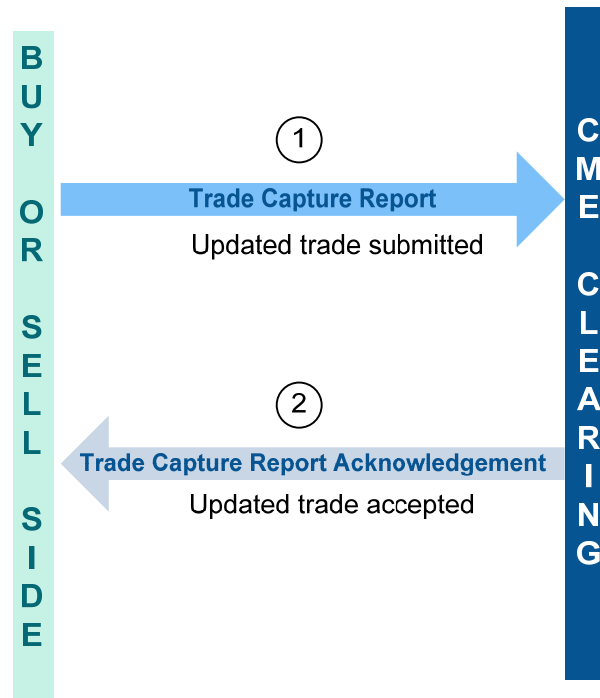 BUY OR SELL SIDE
1
Trade Capture Report
Updated trade submitted
2
Trade Capture Report Acknowledgement
Updated trade accepted
CME CLEARING